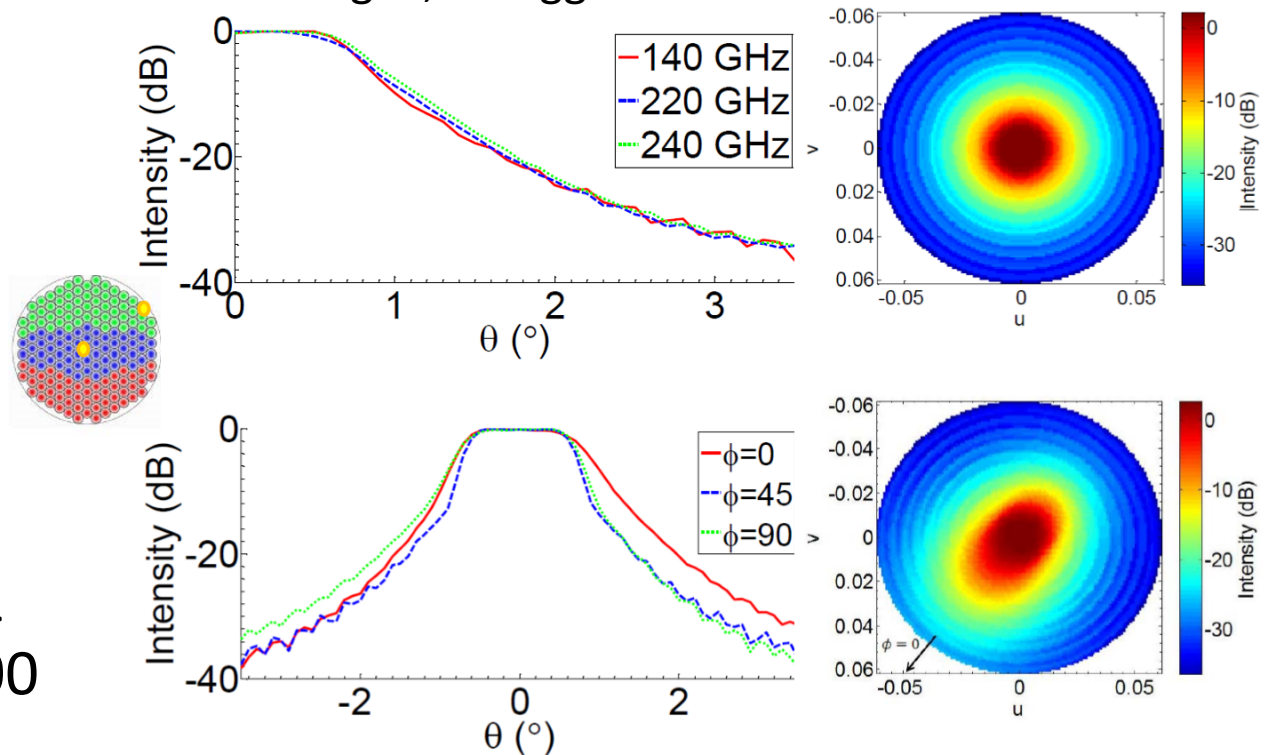 0
-20
-40
Intensity (dB)
0
1
2
3
θ (°)
140 GHz
220 GHz
240 GHz
-0.06
-0.04
-0.02
0
0.02
0.04
0.06
v
-0.05
0
0.05
u
0
-10
-20
-30
|Intensity (dB)
0
-20
-40
Intensity (dB)
-2
0
2
θ (°)
ϕ=0
ϕ=45
ϕ=90
-0.06
-0.04
-0.02
0
0.02
0.04
0.06
v
ϕ = 0
-0.05
0
0.05
u
0
-10
-20
-30
Intensity (dB)
00